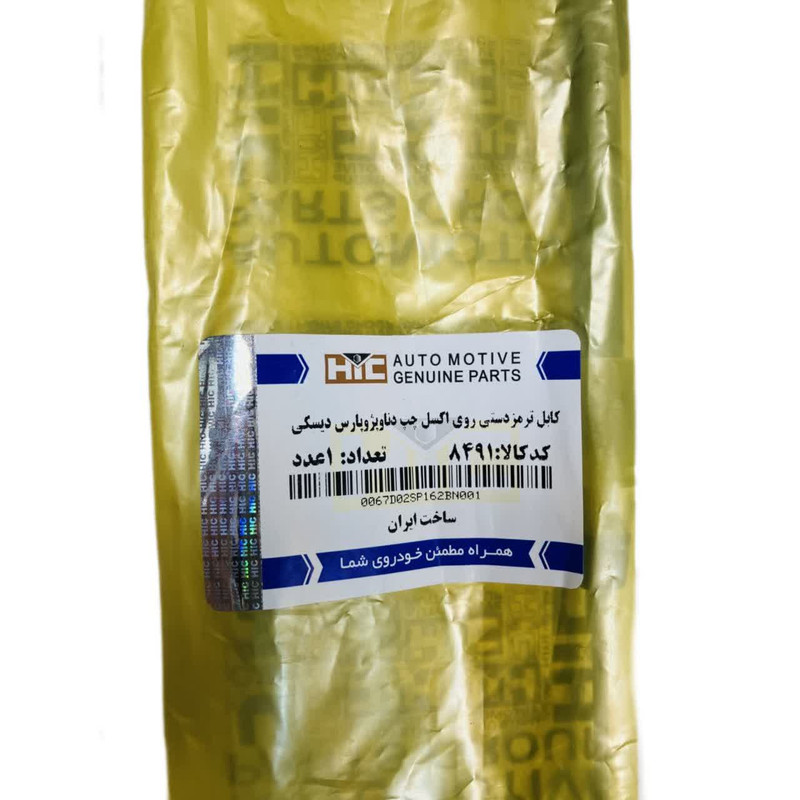 HIC AUTO MOTIVE
GENUINE PARTS
کابل ترمزدستی روی اکسل چپ دناوپژوپارس دیسکی
کدکالا:۸۴۹۱ تعداد: ۱عدد
0067D02SP162BN001
ساخت ایران
همراه مطمئن خودروی شما